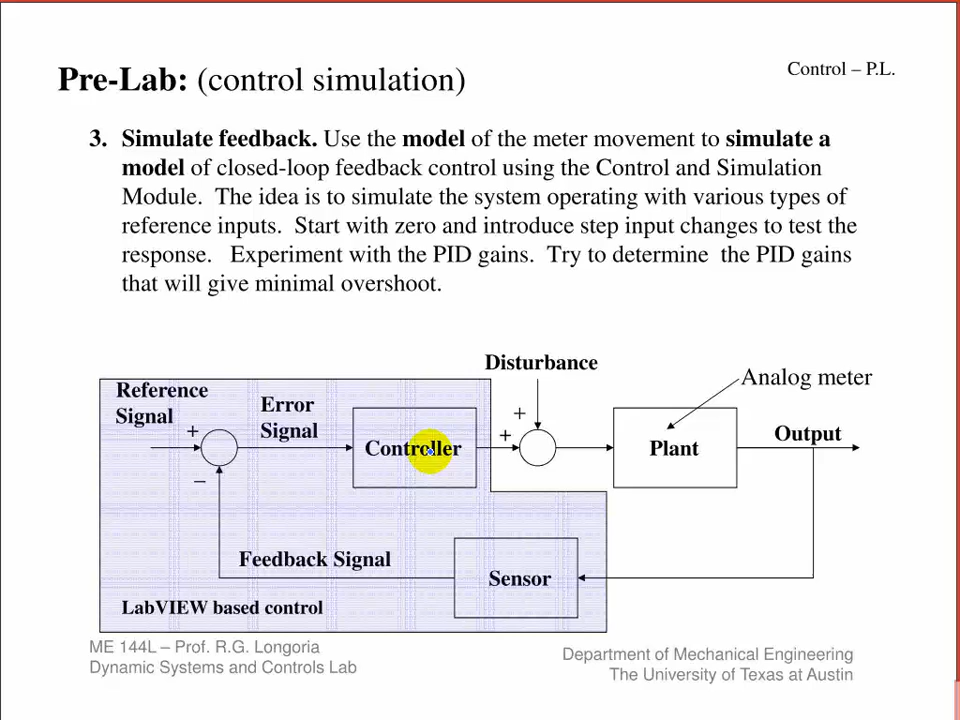 Pre-Lab: (control simulation)
Control – P.L.
3. Simulate feedback. Use the model of the meter movement to simulate a
model of closed-loop feedback control using the Control and Simulation
Module. The idea is to simulate the system operating with various types of
reference inputs. Start with zero and introduce step input changes to test the
response. Experiment with the PID gains. Try to determine the PID gains
that will give minimal overshoot.
Disturbance
Analog meter
Reference
Signal
Error
Signal
+
+
+
Controller
Plant
Output
–
Feedback Signal
Sensor
LabVIEW based control
ME 144L – Prof. R.G. Longoria
Dynamic Systems and Controls Lab
Department of Mechanical Engineering
The University of Texas at Austin